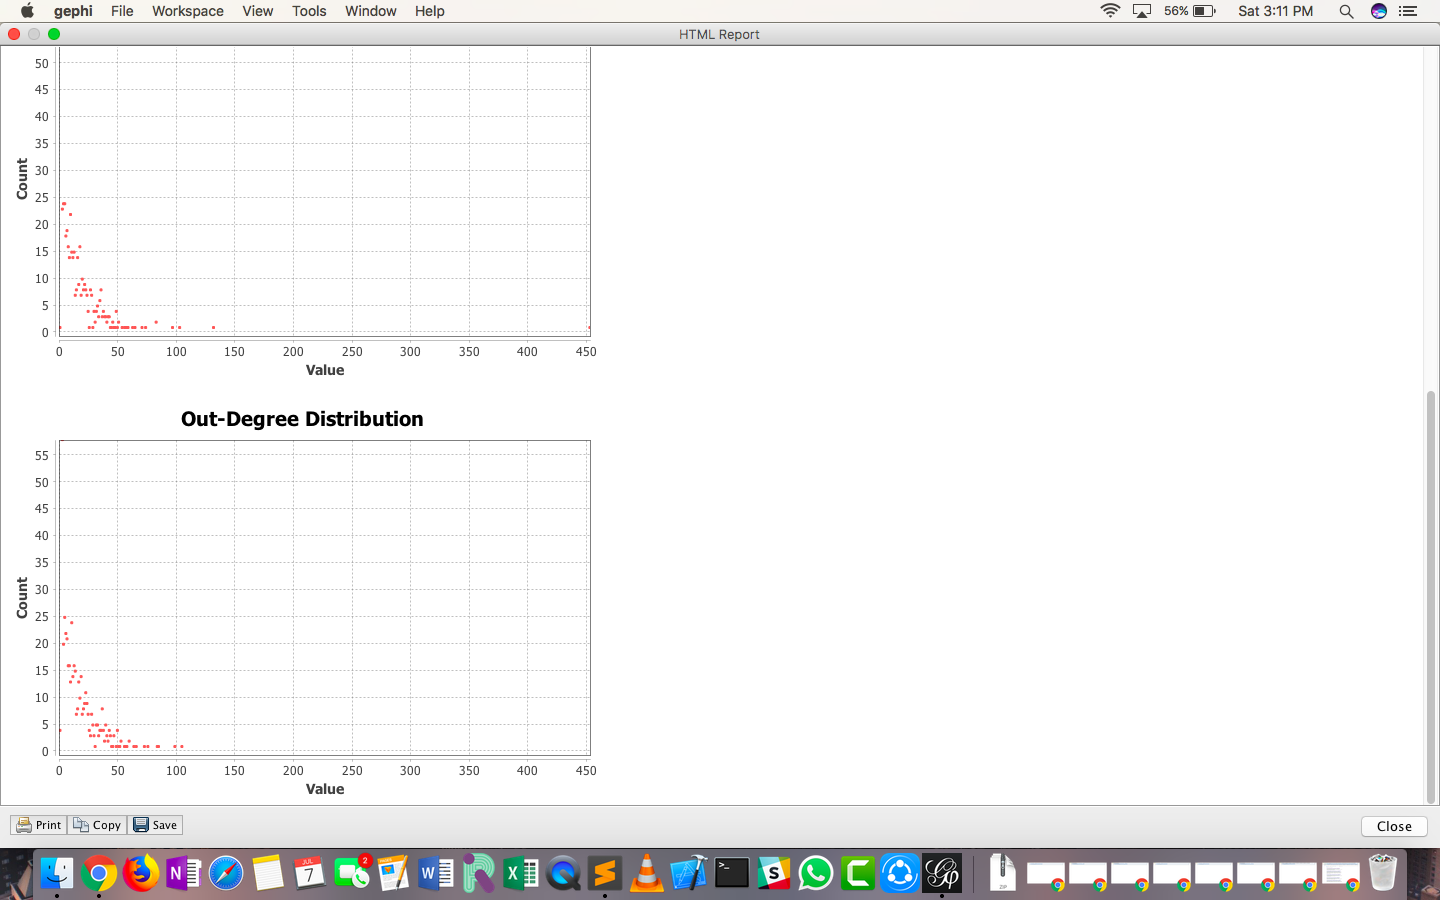 gephi File Workspace View Tools Window Help 56% Sat 3:11 PM
HTML Report
50
45
40
35
30
25
20
15
10
5
0
Count
0 50 100 150 200 250 300 350 400 450
Value
Out-Degree Distribution
55
50
45
40
35
30
25
20
15
10
5
0
Count
0 50 100 150 200 250 300 350 400 450
Value
Print Copy Save Close
JUL
7
2
N
W
X
S
C
ZIP